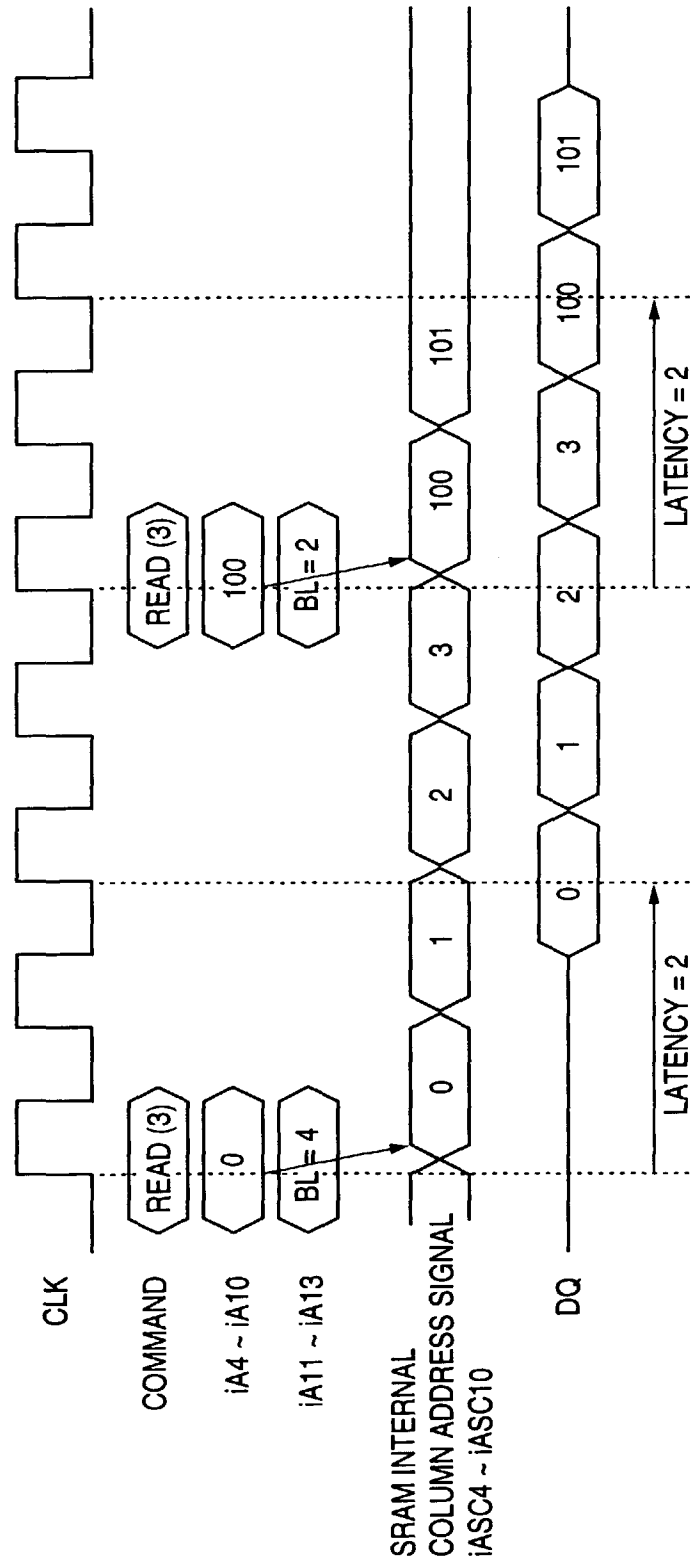 CLK
COMMAND
READ (3)
READ (3)
iA4 ~ iA10
0
100
iA11 ~ iA13
BL = 4
BL = 2
SRAM INTERNAL
COLUMN ADDRESS SIGNAL
iASC4 ~ iASC10
0
1
2
3
100
101
DQ
0
1
2
3
100
101
LATENCY = 2
LATENCY = 2